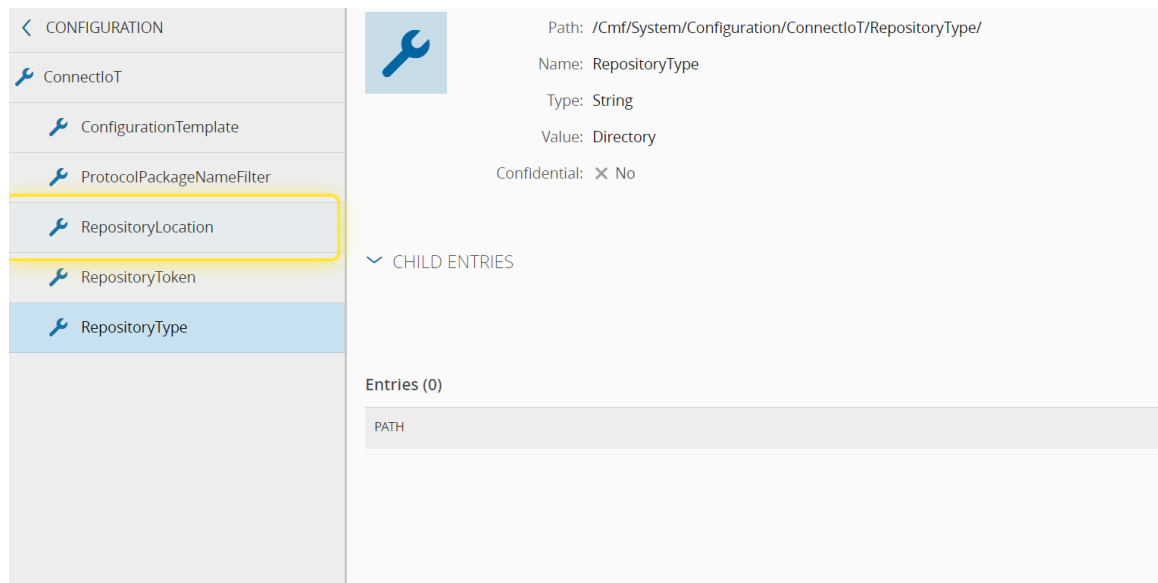 CONFIGURATION
ConnectIoT
ConfigurationTemplate
ProtocolPackageNameFilter
RepositoryLocation
RepositoryToken
RepositoryType
Path: /Cmf/System/Configuration/ConnectIoT/RepositoryType/
Name: RepositoryType
Type: String
Value: Directory
Confidential: No
CHILD ENTRIES
Entries (0)
PATH